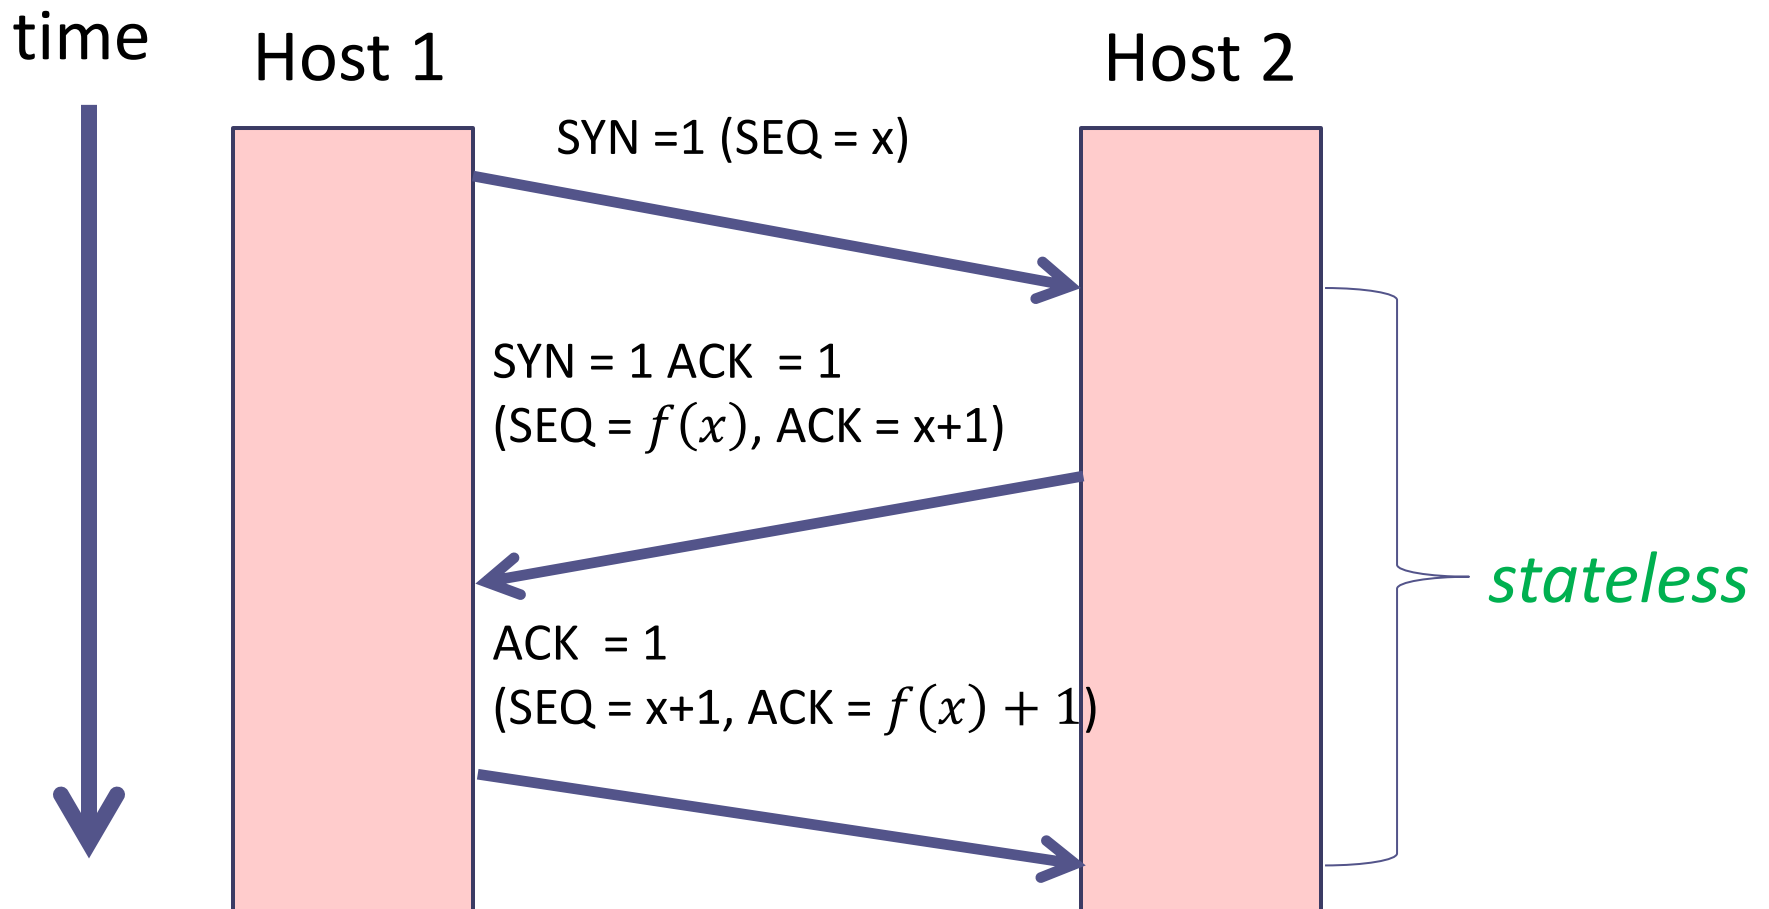 time
Host 1
Host 2
SYN =1 (SEQ = x)
SYN = 1 ACK  = 1
(SEQ = 𝑓(𝑥), ACK = x+1)
stateless
ACK  = 1
(SEQ = x+1, ACK = 𝑓(𝑥) + 1)